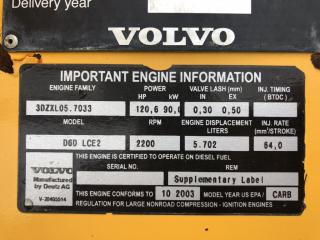 Delivery year
VOLVO
IMPORTANT ENGINE INFORMATION
ENGINE FAMILY POWER VALVE LASH (mm) INJ. TIMING
HP kW IN EX (BTDC)
3DZXL05.7033 120,6 90,0 0,30 0,50
MODEL RPM ENGINE DISPLACEMENT INJ. RATE
LITERS (mm³/STROKE)
D6D LCE2 2200 5.702 64,0
THIS ENGINE IS CERTIFIED TO OPERATE ON DIESEL FUEL
SERIAL REM
VOLVO
Supplementary Label
Manufactured
by Deutz AG
THIS ENGINE CONFORMS TO 10 2003 MODEL YEAR US EPA / CARB
REGULATION FOR LARGE NONROAD COMPRESSION - IGNITION ENGINES